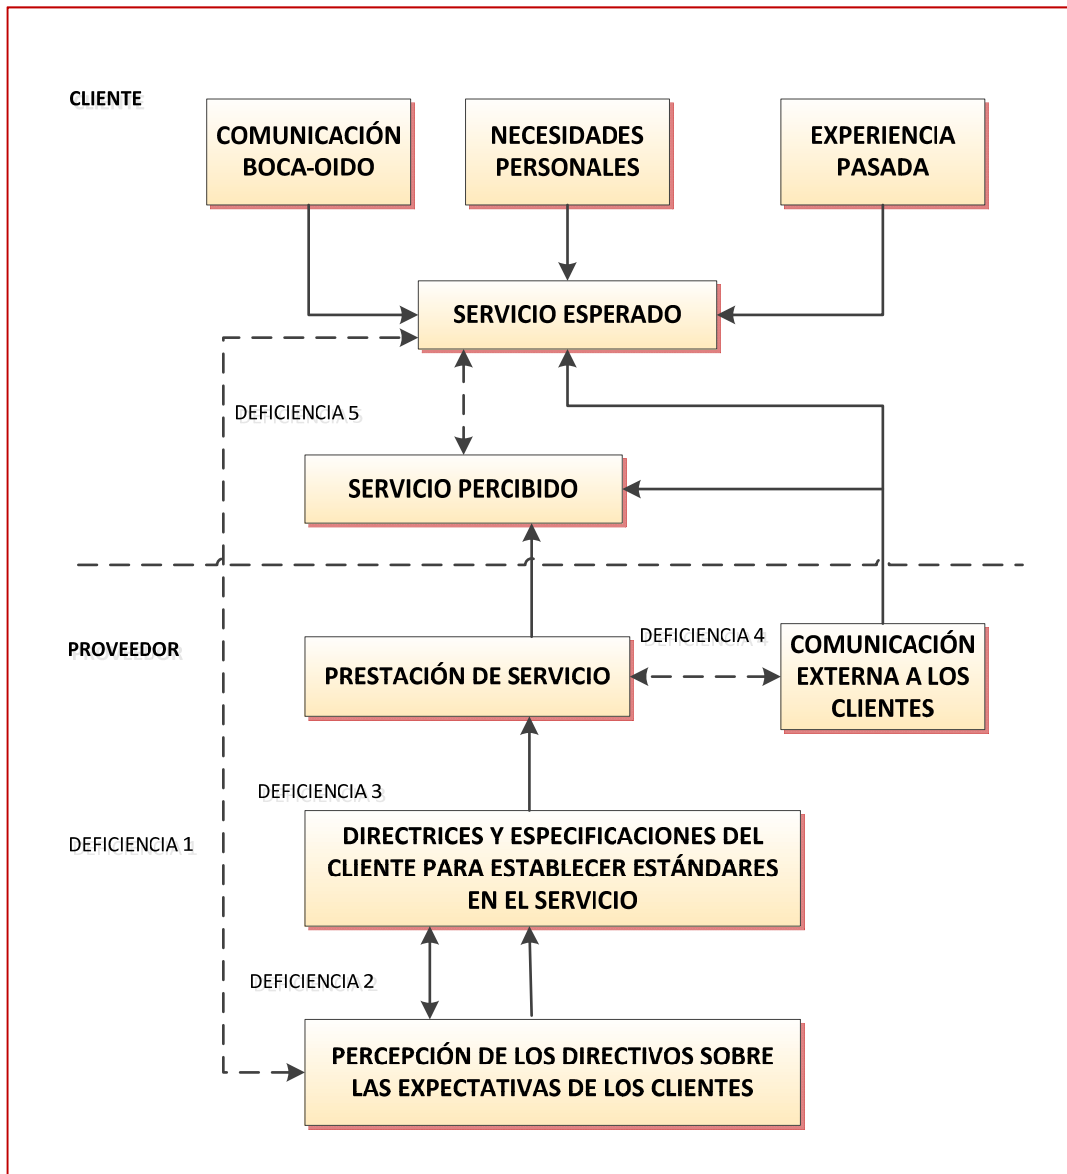 CLIENTE
COMUNICACIÓN
BOCA-OIDO
NECESIDADES
PERSONALES
EXPERIENCIA
PASADA
SERVICIO ESPERADO
DEFICIENCIA 5
SERVICIO PERCIBIDO
PROVEEDOR
DEFICIENCIA 4
PRESTACIÓN DE SERVICIO
COMUNICACIÓN
EXTERNA A LOS
CLIENTES
DEFICIENCIA 3
DEFICIENCIA 1
DIRECTRICES Y ESPECIFICACIONES DEL
CLIENTE PARA ESTABLECER ESTÁNDARES
EN EL SERVICIO
DEFICIENCIA 2
PERCEPCIÓN DE LOS DIRECTIVOS SOBRE
LAS EXPECTATIVAS DE LOS CLIENTES